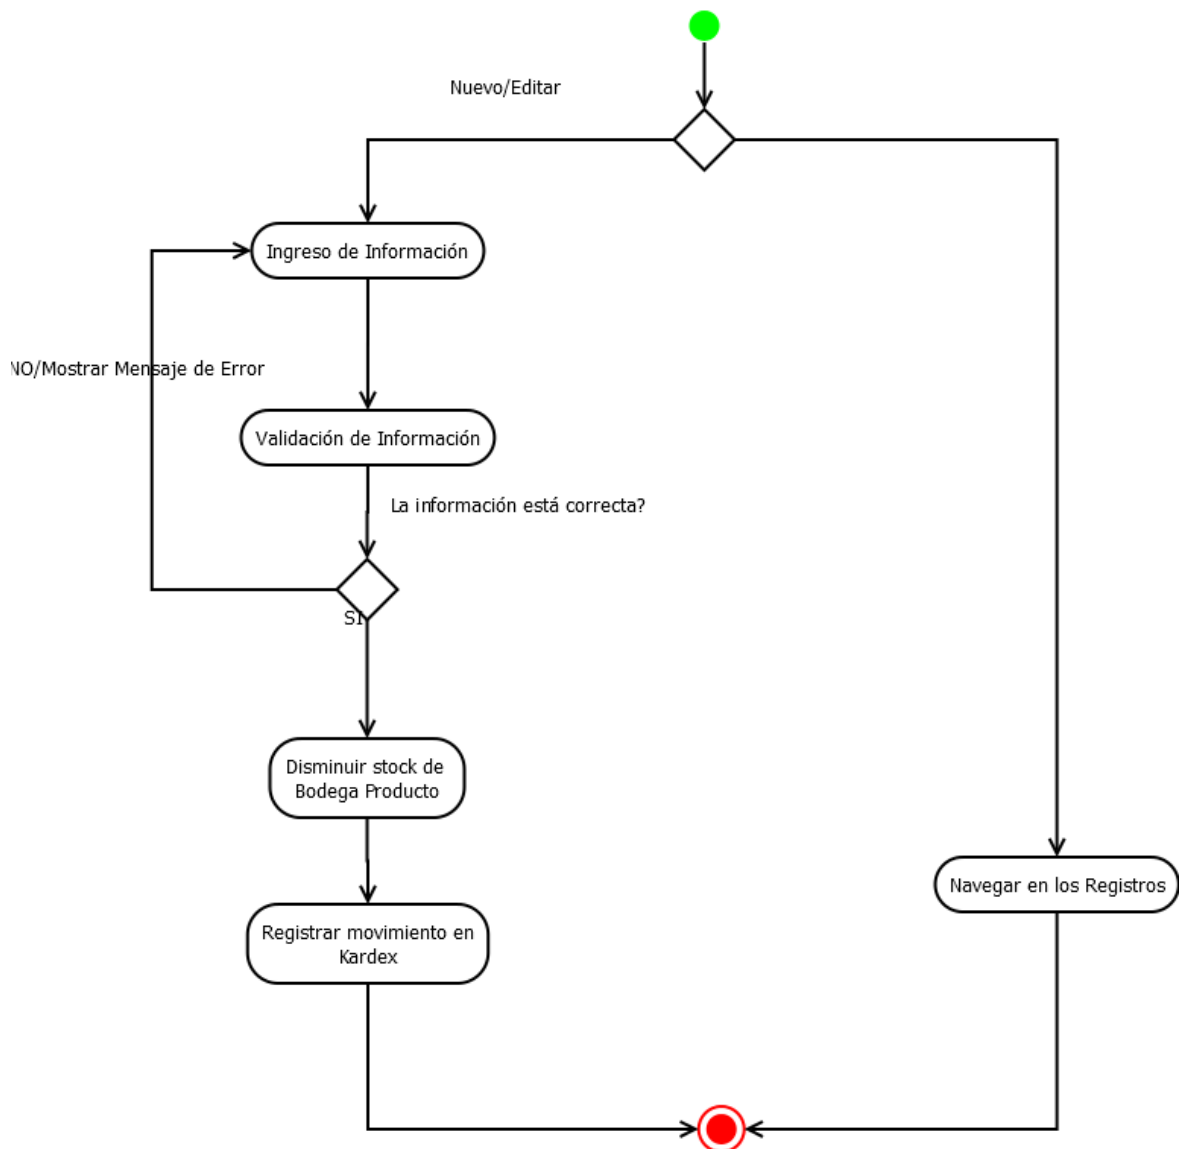 Nuevo/Editar
Ingreso de Información
NO/Mostrar Mensaje de Error
Validación de Información
La información está correcta?
SI
Disminuir stock de
Bodega Producto
Navegar en los Registros
Registrar movimiento en
Kardex